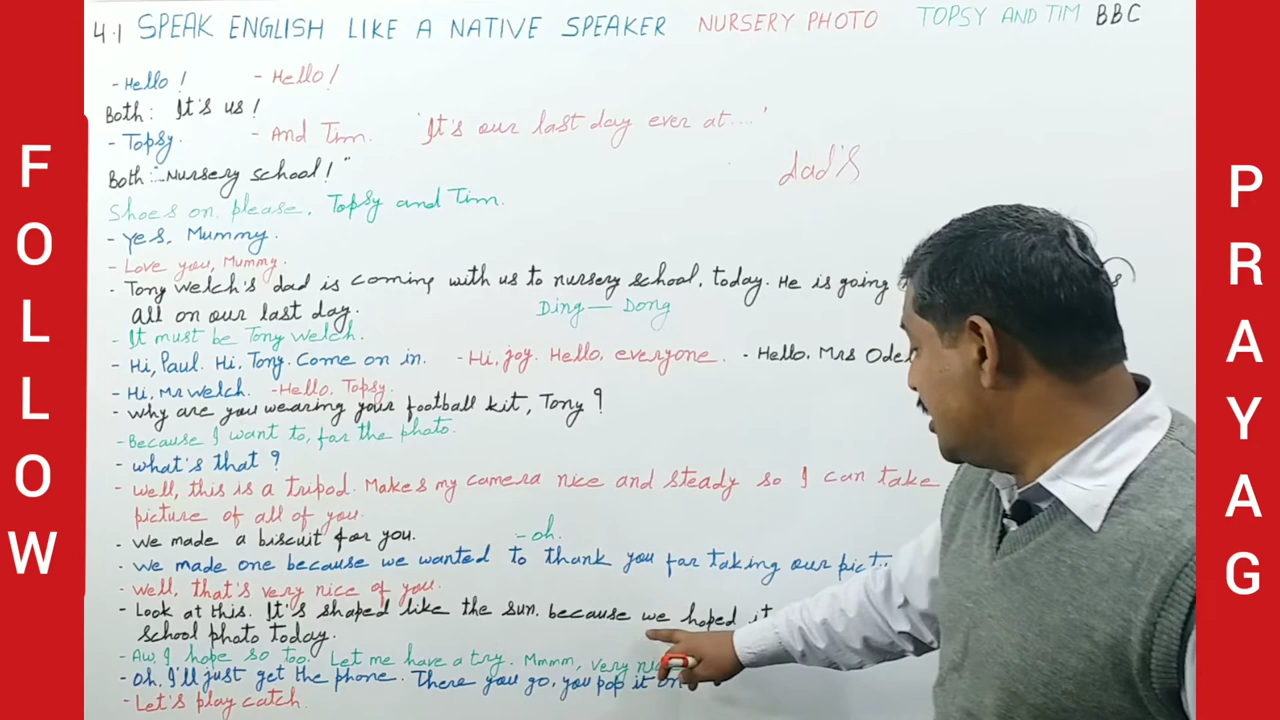 4.1 SPEAK ENGLISH LIKE A NATIVE SPEAKER NURSERY PHOTO TOPSY AND TIM BBC
- Hello! - Hello!
Both: It's us!
- Topsy. - And Tim. 'It's our last day ever at....'
Both: "...Nursery school!"
dad's
Shoes on, please, Topsy and Tim.
- Yes, Mummy.
- Love you, Mummy.
- Tony Welch's dad is coming with us to nursery school, today. He is going
all on our last day. Ding — Dong
- It must be Tony Welch.
- Hi, Paul. Hi, Tony. Come on in. - Hi, joy. Hello, everyone. - Hello, Mrs
- Hi, Mr Welch. - Hello, Topsy.
- Why are you wearing your football kit, Tony?
- Because I want to, for the photo.
- What's that?
- Well, this is a tripod. Makes my camera nice and steady so I can take
picture of all of you.
- We made a biscuit for you. - oh.
- We made one because we wanted to thank you for taking our
- Well, that's very nice of you.
- Look at this. It's shaped like the sun, because we hoped it
school photo today.
- Aw, I hope so too. Let me have a try. Mmmm, very
- Oh, I'll just get the phone. There you go, you pop it on
- Let's play catch.
FOLLOW
PRAYAG